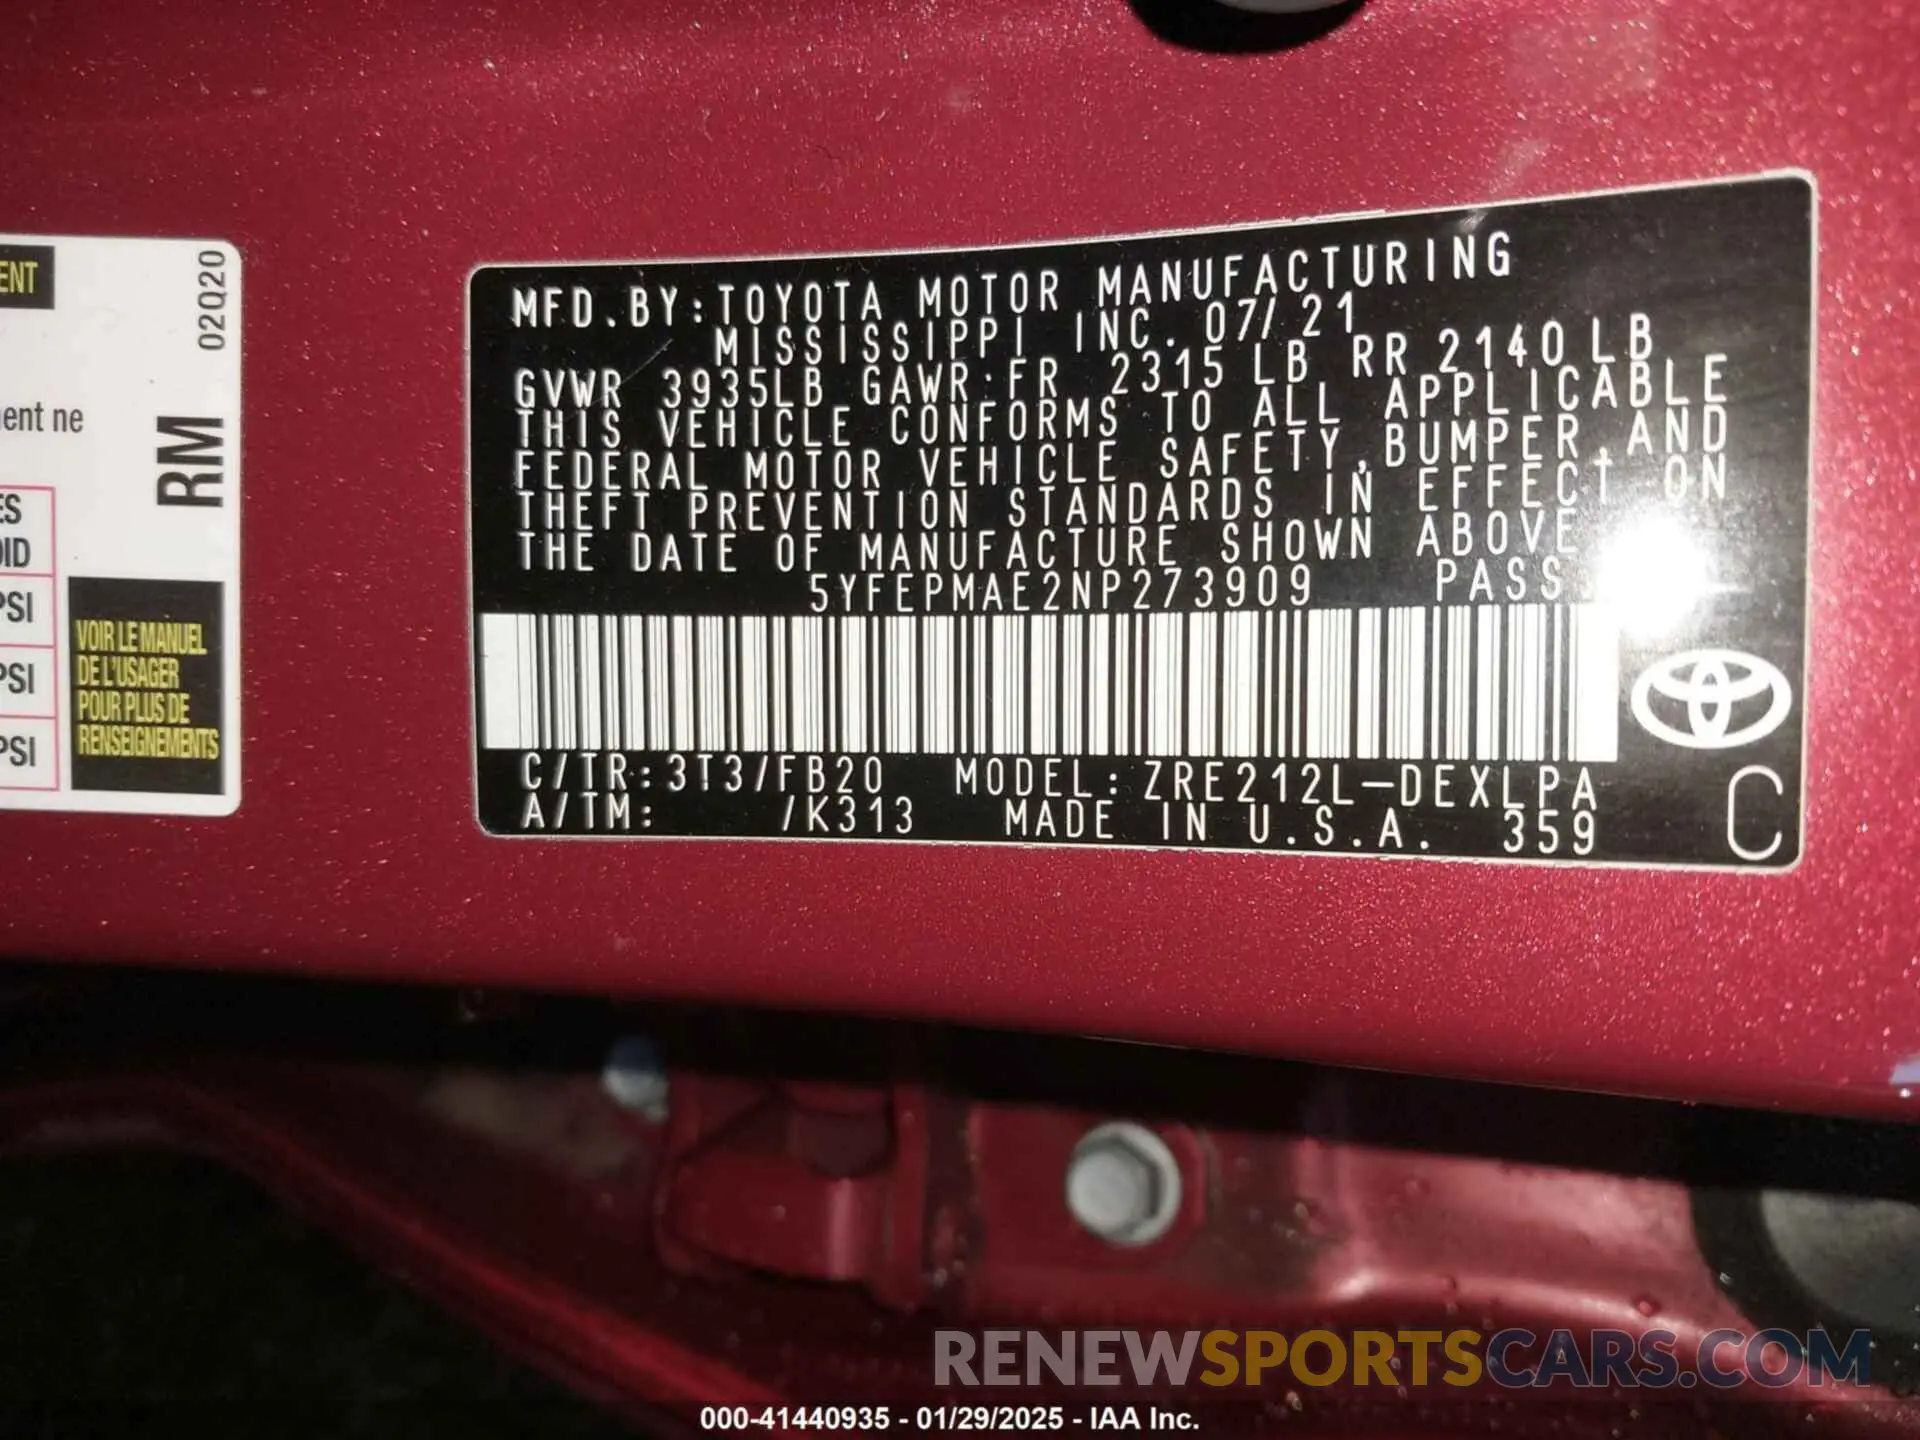 ENT
02Q20
ent ne
RM
ES
OID
PSI
PSI
PSI
VOIR LE MANUEL
DE L'USAGER
POUR PLUS DE
RENSEIGNEMENTS
MFD.BY:TOYOTA MOTOR MANUFACTURING
MISSISSIPPI INC. 07/21
GVWR 3935LB GAWR:FR 2315 LB RR 2140LB
THIS VEHICLE CONFORMS TO ALL APPLICABLE
FEDERAL MOTOR VEHICLE SAFETY,BUMPER,AND
THEFT PREVENTION STANDARDS IN EFFECT ON
THE DATE OF MANUFACTURE SHOWN ABOVE
5YFEPMAE2NP273909 PASS
C/TR:3T3/FB20 MODEL:ZRE212L-DEXLPA
A/TM: /K313 MADE IN U.S.A. 359
C
RENEWSPORTSCARS.COM
000-41440935 - 01/29/2025 - IAA Inc.